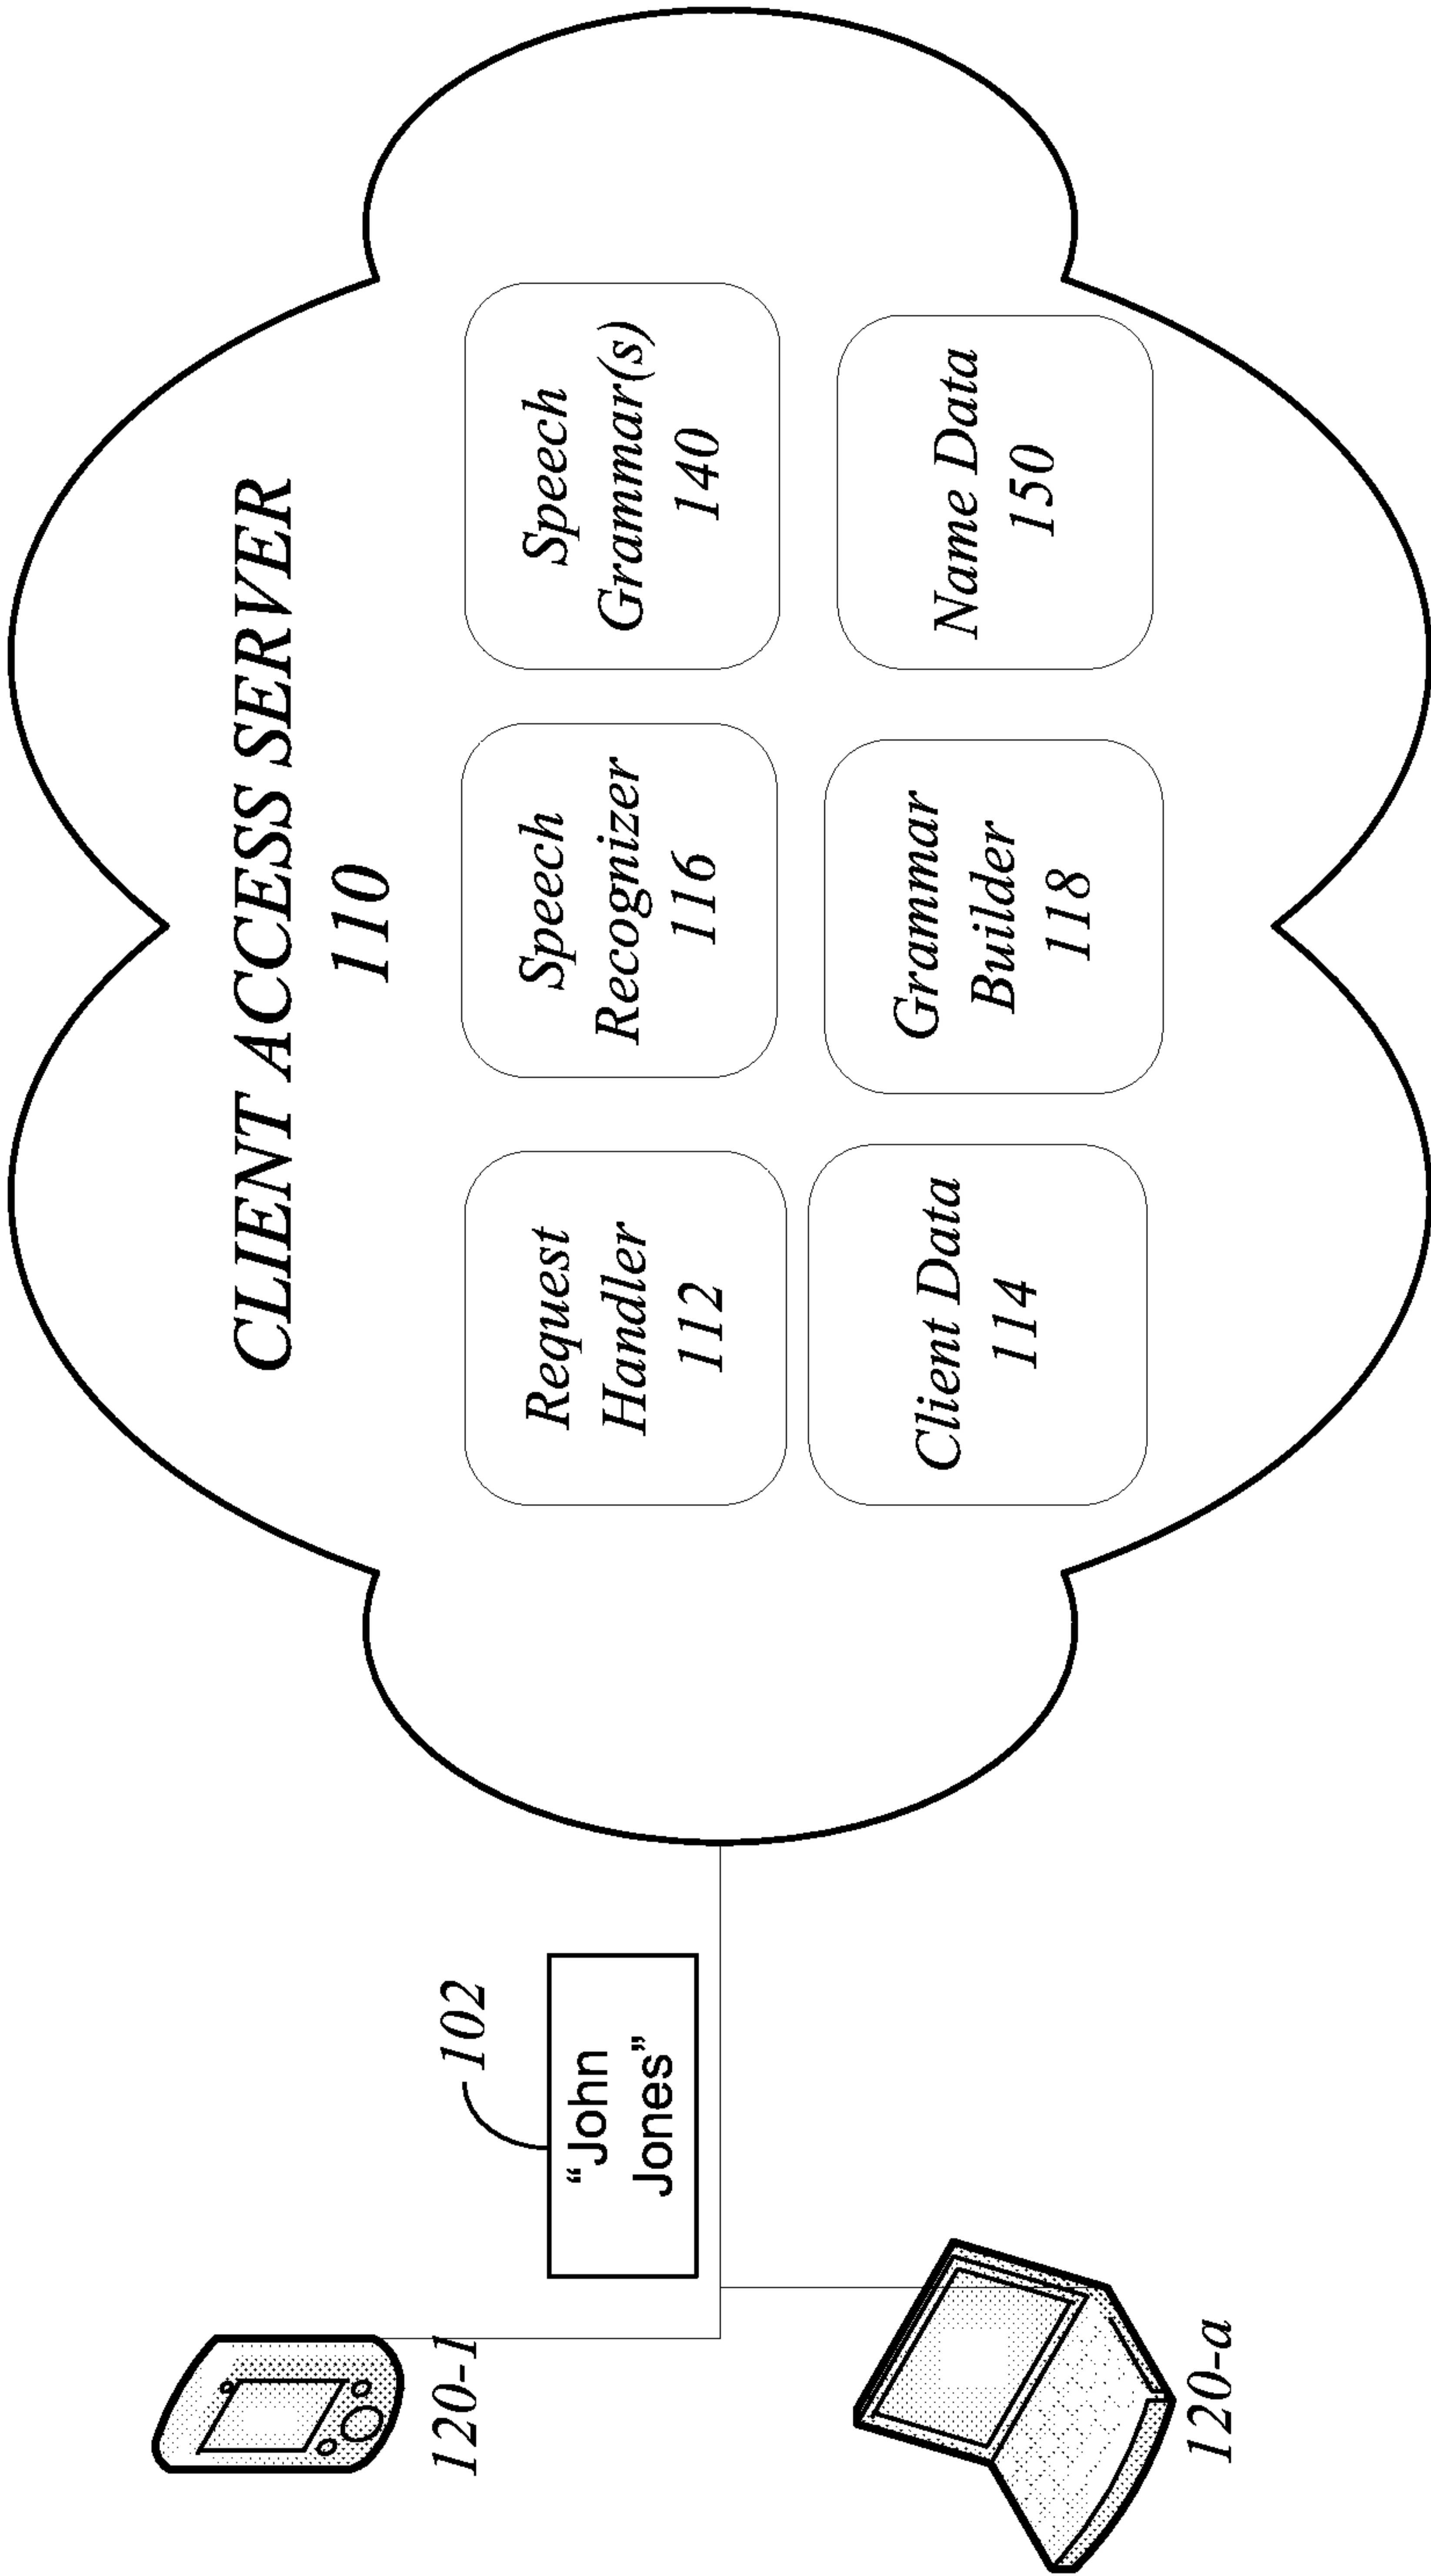 CLIENT ACCESS SERVER
110
Request
Handler
112
Speech
Recognizer
116
Speech
Grammar(s)
140
Client Data
114
Grammar
Builder
118
Name Data
150
120-1
102
“John
Jones”
120-a